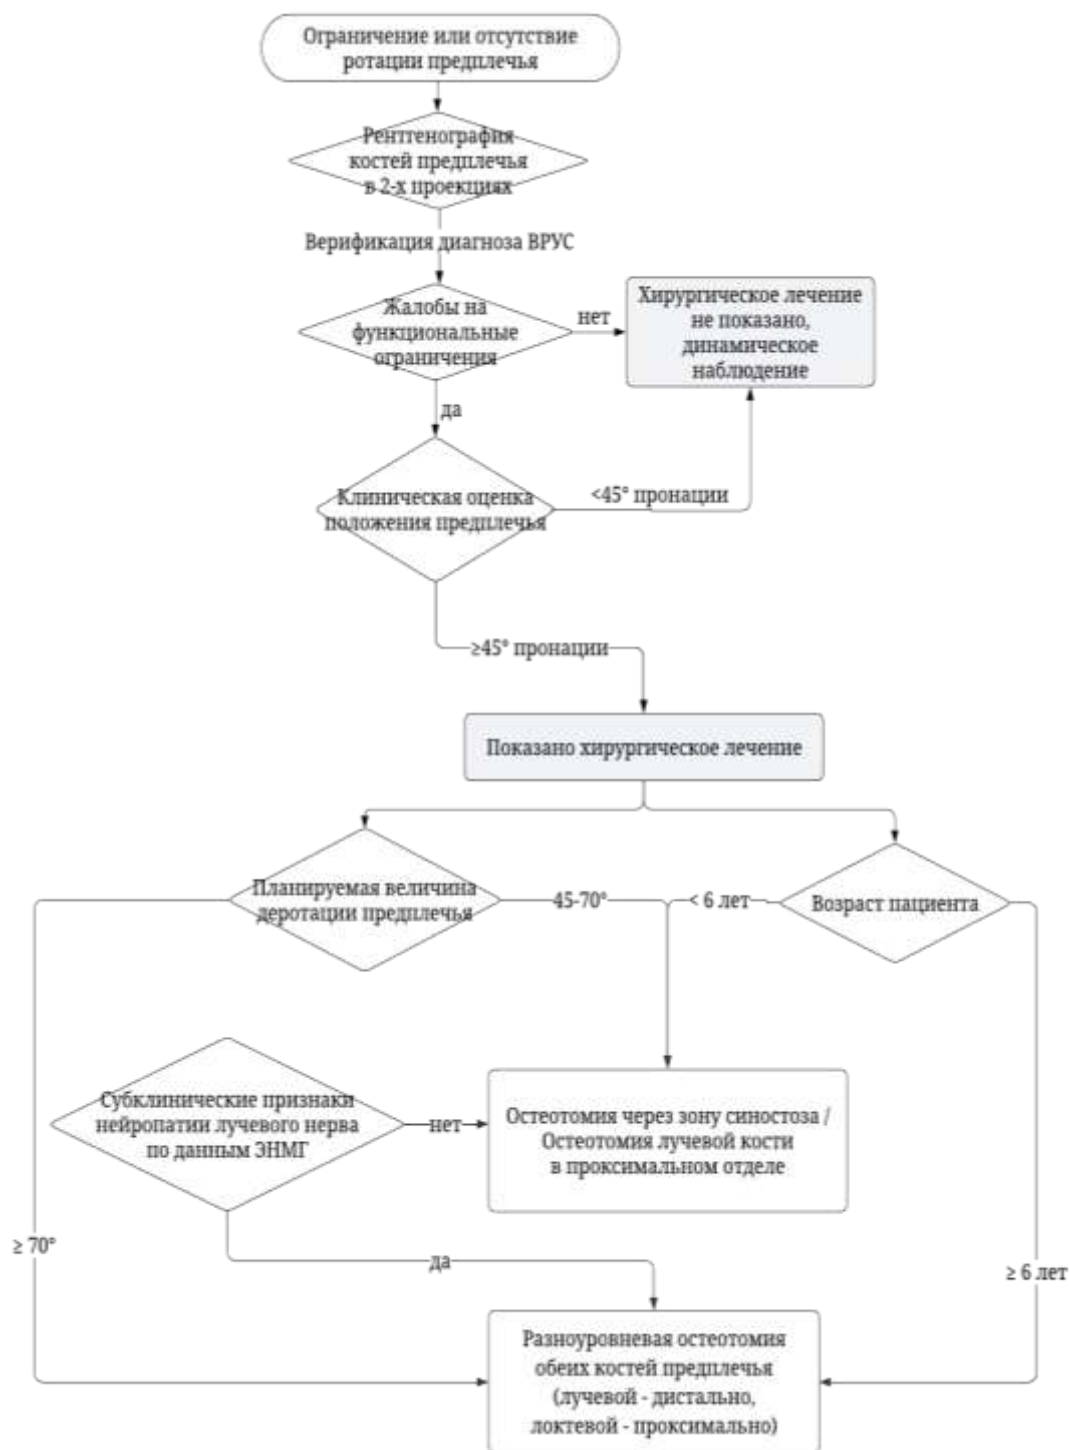 Ограничение или отсутствие
ротации предплечья
Рентгенография
костей предплечья
в 2-х проекциях
Верификация диагноза ВРУС
Жалобы на
функциональные
ограничения
нет
Хирургическое лечение
не показано,
динамическое
наблюдение
да
Клиническая оценка
положения предплечья
<45° пронации
≥45° пронации
Показано хирургическое лечение
Планируемая величина
деротации предплечья
45-70°
< 6 лет
Возраст пациента
Субклинические признаки
нейропатии лучевого нерва
по данным ЭНМГ
нет
Остеотомия через зону синостоза /
Остеотомия лучевой кости
в проксимальном отделе
≥ 70°
да
≥ 6 лет
Разноуровневая остеотомия
обеих костей предплечья
(лучевой - дистально,
локтевой - проксимально)